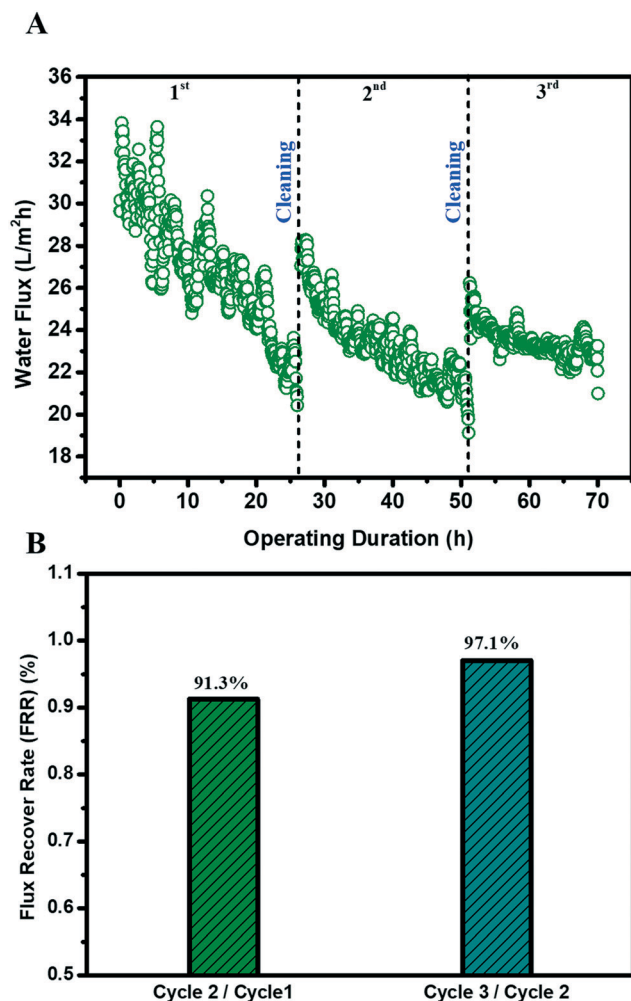 A
1st
2nd
3rd
Cleaning
Cleaning
Water Flux (L/m²h)
36
34
32
30
28
26
24
22
20
18
0
10
20
30
40
50
60
70
Operating Duration (h)
B
Flux Recover Rate (FRR) (%)
1.1
1.0
0.9
0.8
0.7
0.6
0.5
91.3%
97.1%
Cycle 2 / Cycle1
Cycle 3 / Cycle 2